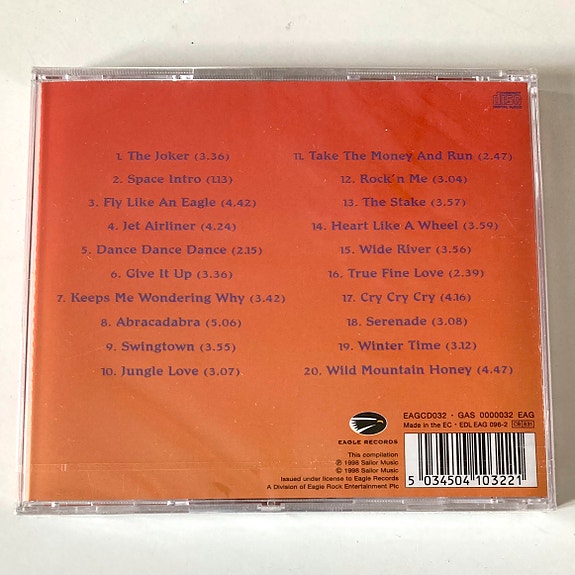 disc
1. The Joker (3.36)
2. Space Intro (1.13)
3. Fly Like An Eagle (4.42)
4. Jet Airliner (4.24)
5. Dance Dance Dance (2.15)
6. Give It Up (3.36)
7. Keeps Me Wondering Why (3.42)
8. Abracadabra (5.06)
9. Swingtown (3.55)
10. Jungle Love (3.07)
11. Take The Money And Run (2.47)
12. Rock'n Me (3.04)
13. The Stake (3.57)
14. Heart Like A Wheel (3.59)
15. Wide River (3.56)
16. True Fine Love (2.39)
17. Cry Cry Cry (4.16)
18. Serenade (3.08)
19. Winter Time (3.12)
20. Wild Mountain Honey (4.47)
EAGLE RECORDS
This compilation
℗ 1998 Sailor Music
© 1998 Sailor Music
Issued under license to Eagle Records
A Division of Eagle Rock Entertainment Plc
EAGCD032 · GAS 0000032 EAG
Made in the EC · EDL EAG 096-2
5 034504 103221